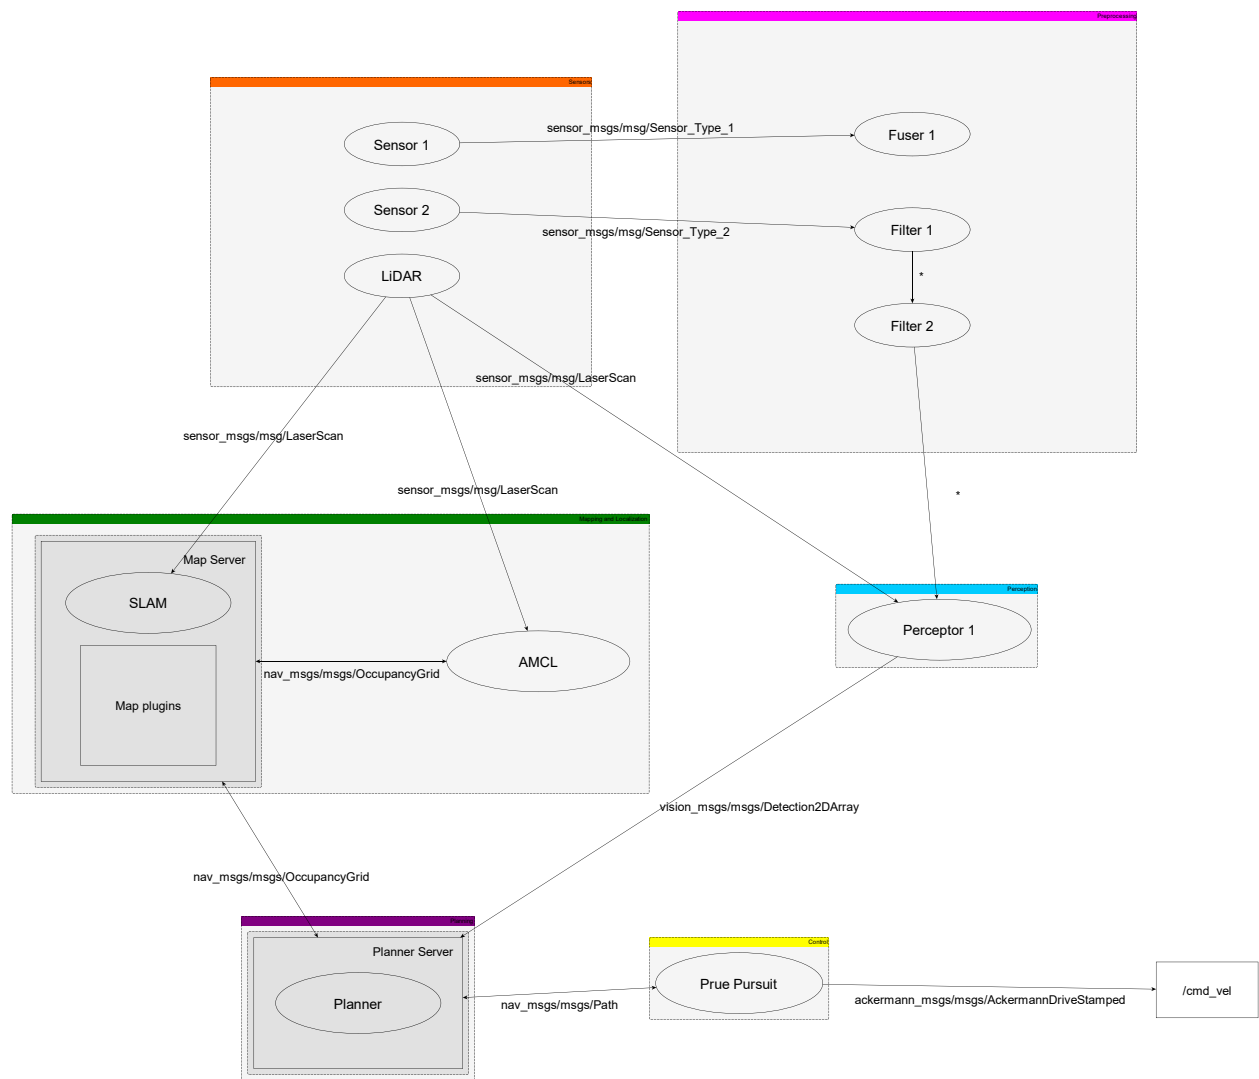 Preprocessing
Sensors
Sensor 1
sensor_msgs/msg/Sensor_Type_1
Fuser 1
Sensor 2
sensor_msgs/msg/Sensor_Type_2
Filter 1
*
LiDAR
Filter 2
sensor_msgs/msg/LaserScan
sensor_msgs/msg/LaserScan
sensor_msgs/msg/LaserScan
*
Mapping and Localization
Map Server
SLAM
Map plugins
nav_msgs/msgs/OccupancyGrid
AMCL
Perception
Perceptor 1
vision_msgs/msgs/Detection2DArray
nav_msgs/msgs/OccupancyGrid
Planning
Planner Server
Planner
nav_msgs/msgs/Path
Control
Prue Pursuit
ackermann_msgs/msgs/AckermannDriveStamped
/cmd_vel